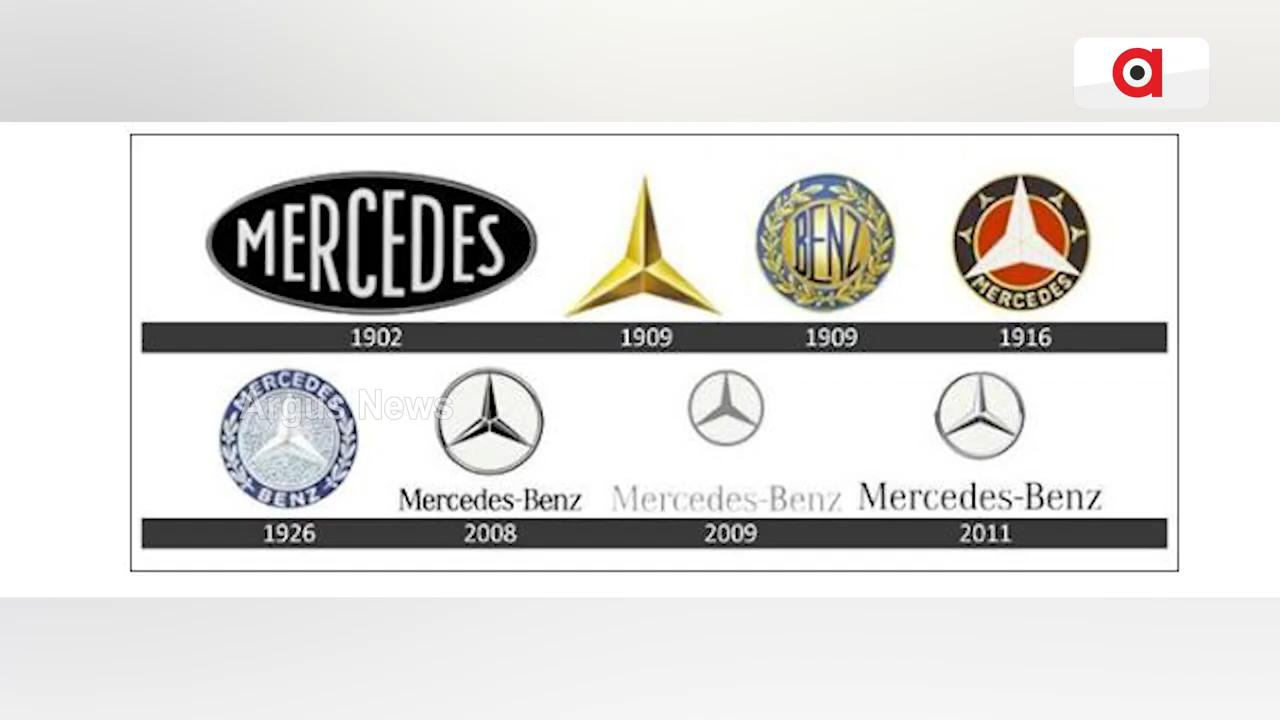 MERCEDES
BENZ
MERCEDES
1902 1909 1909 1916
MERCEDES
BENZ
Argus News
Mercedes-Benz Mercedes-Benz Mercedes-Benz
1926 2008 2009 2011